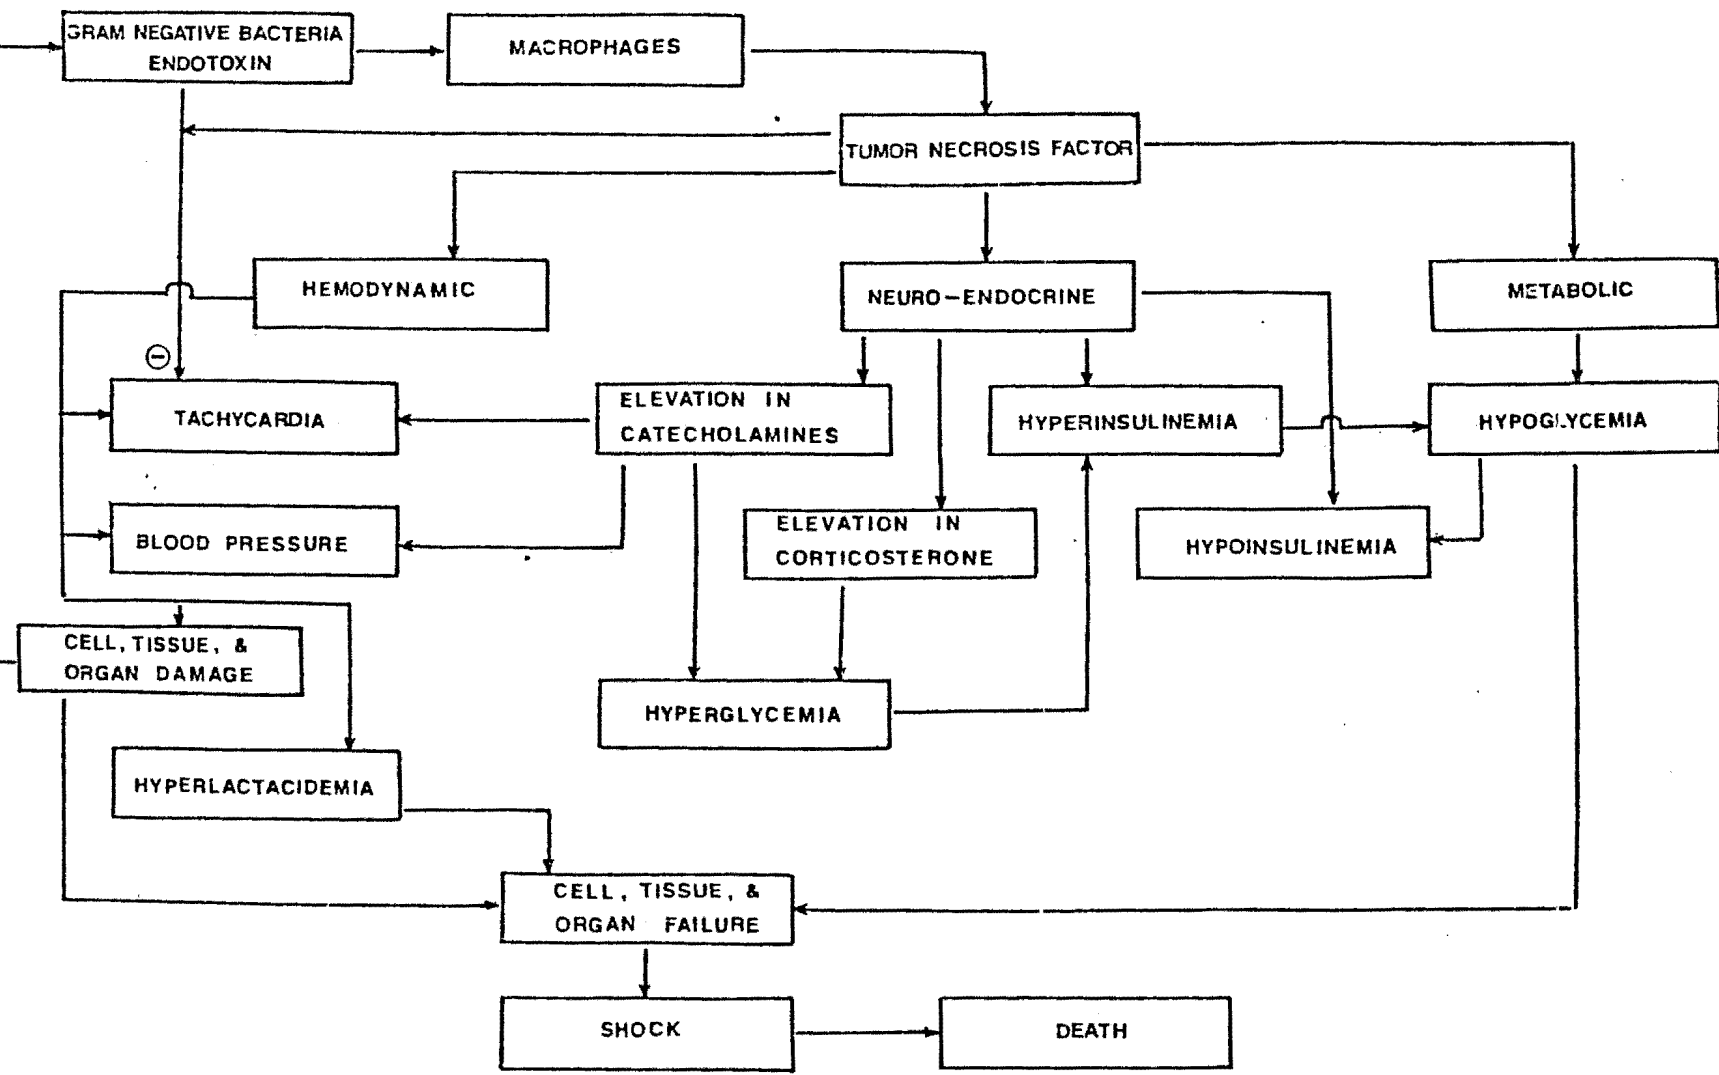 GRAM NEGATIVE BACTERIA
ENDOTOXIN
MACROPHAGES
TUMOR NECROSIS FACTOR
HEMODYNAMIC
NEURO-ENDOCRINE
METABOLIC
⊖
TACHYCARDIA
ELEVATION IN
CATECHOLAMINES
HYPERINSULINEMIA
HYPOGLYCEMIA
BLOOD PRESSURE
ELEVATION IN
CORTICOSTERONE
HYPOINSULINEMIA
CELL, TISSUE, &
ORGAN DAMAGE
HYPERGLYCEMIA
HYPERLACTACIDEMIA
CELL, TISSUE, &
ORGAN FAILURE
SHOCK
DEATH